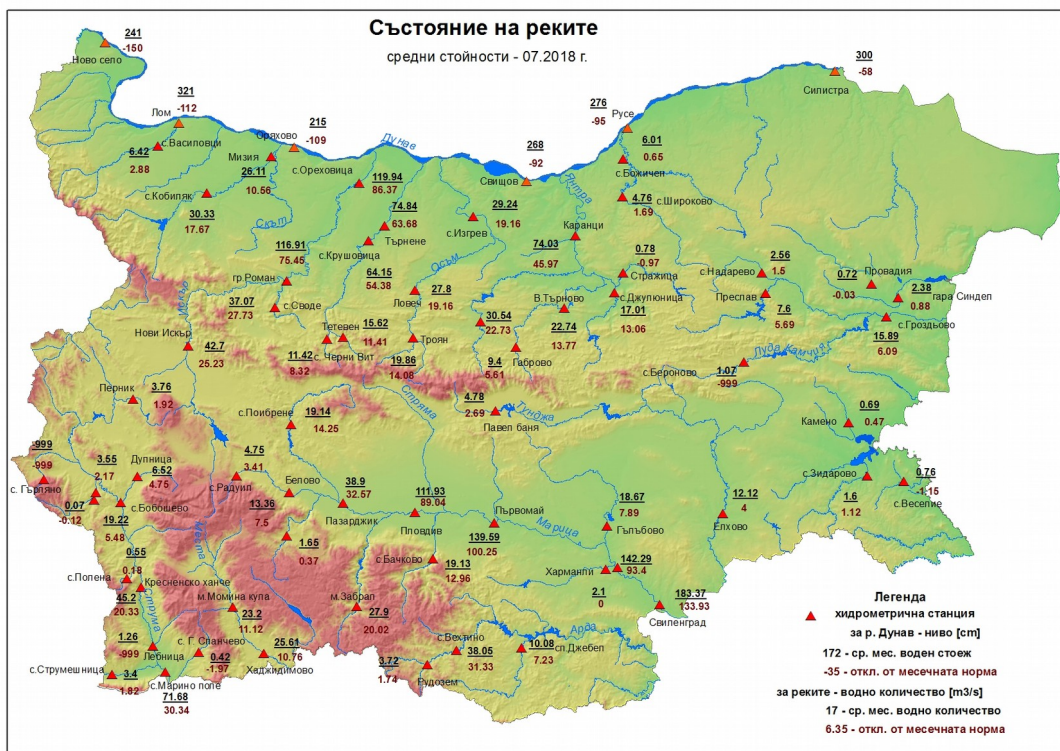 Състояние на реките
средни стойности - 07.2018 г.
241
-150
Ново село
321
-112
Лом
215
-109
Оряхово
268
-92
Свищов
276
-95
Русе
300
-58
Силистра
Дунав
6.42
2.88
с.Василовци
Мизия
26.11
10.56
с.Кобиляк
30.33
17.67
Скът
с.Ореховица
119.94
86.37
74.84
63.68
Търнене
с.Крушовица
64.15
54.38
29.24
19.16
с.Изгрев
Осъм
Янтра
6.01
0.65
с.Божичен
4.76
1.69
с.Широково
Каранци
74.03
45.97
0.78
-0.97
Стражица
с.Джулюница
17.01
13.06
В.Търново
22.74
13.77
2.56
1.5
с.Надарево
Преслав
7.6
5.69
0.72
-0.03
Провадия
2.38
0.88
гара Синдел
с.Гроздьово
15.89
6.09
116.91
75.45
гр.Роман
37.07
27.73
с.Своде
27.8
19.16
Ловеч
30.54
22.73
Искър
Нови Искър
42.7
25.23
Тетевен
15.62
11.41
с.Черни Вит
11.42
8.32
Троян
19.86
14.08
Габрово
9.4
5.61
Луда Камчия
с.Бероново
1.07
-999
Перник
3.76
1.92
с.Поибрене
19.14
14.25
Стряма
4.78
2.69
Павел баня
Тунджа
Камено
0.69
0.47
-999
-999
с. Гърляно
3.55
2.17
Дупница
6.52
4.75
0.07
-0.12
с.Бобошево
19.22
5.48
4.75
3.41
с.Радуил
Белово
13.36
7.5
38.9
32.57
Пазарджик
111.93
89.04
Пловдив
Първомай
139.59
100.25
Марица
18.67
7.89
Гълъбово
12.12
4
Елхово
с.Зидарово
1.6
1.12
0.76
-1.15
с.Веселие
Места
1.65
0.37
0.55
0.18
с.Полена
Кресненско ханче
45.2
20.33
Струма
м.Момина кула
23.2
11.12
м.Забрал
27.9
20.02
с.Бачково
19.13
12.96
Харманли
2.1
0
142.29
93.4
183.37
133.93
Свиленград
1.26
-999
Лебница
с. Г. Спанчево
0.42
-1.97
25.61
10.76
Хаджидимово
с.Струмешница
3.4
1.82
с.Марино поле
71.68
30.34
3.72
1.74
Рудозем
с.Вехтино
38.05
31.33
Арда
10.08
7.23
сп.Джебел
Легенда
хидрометрична станция
за р. Дунав - ниво [cm]
172 - ср. мес. воден стоеж
-35 - откл. от месечната норма
за реките - водно количество [m3/s]
17 - ср. мес. водно количество
6.35 - откл. от месечната норма